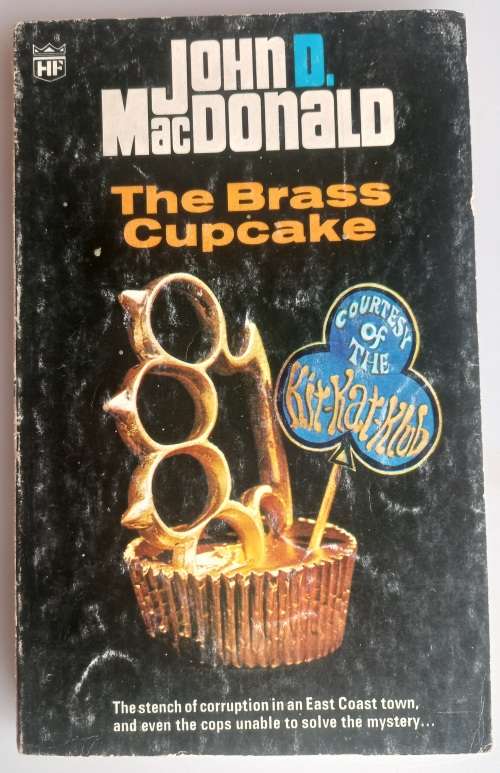 HF
JOHN D.
MACDONALD
The Brass
Cupcake
COURTESY
OF
THE
Kit-Kat-Klub
The stench of corruption in an East Coast town,
and even the cops unable to solve the mystery...